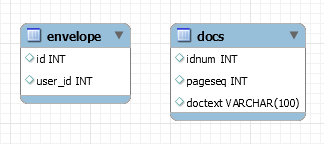 envelope
id INT
user_id INT
docs
idnum INT
pageseq INT
doctext VARCHAR(100)